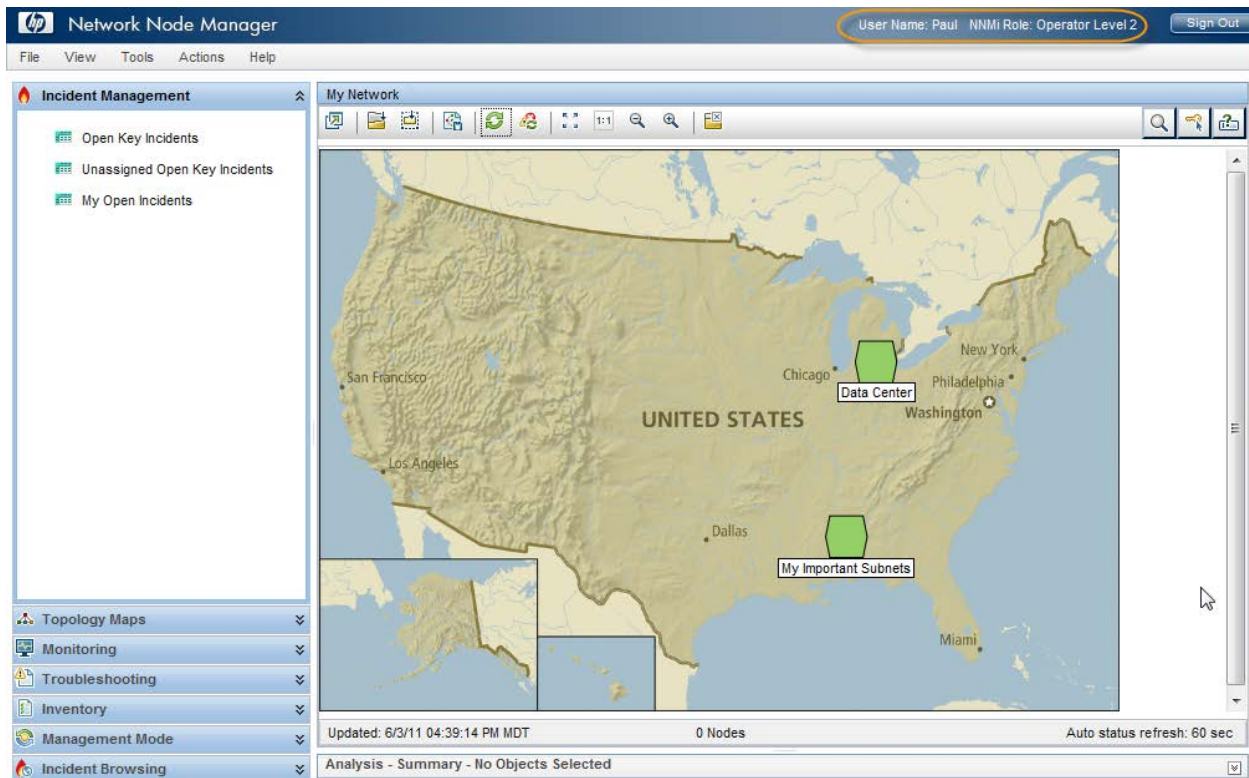 hp Network Node Manager
User Name: Paul NNMi Role: Operator Level 2
Sign Out
File View Tools Actions Help
Incident Management
Open Key Incidents
Unassigned Open Key Incidents
My Open Incidents
Topology Maps
Monitoring
Troubleshooting
Inventory
Management Mode
Incident Browsing
My Network
1:1
New York
Chicago
San Francisco
Philadelphia
Data Center
Washington
UNITED STATES
Los Angeles
Dallas
My Important Subnets
Miami
Updated: 6/3/11 04:39:14 PM MDT
0 Nodes
Auto status refresh: 60 sec
Analysis - Summary - No Objects Selected